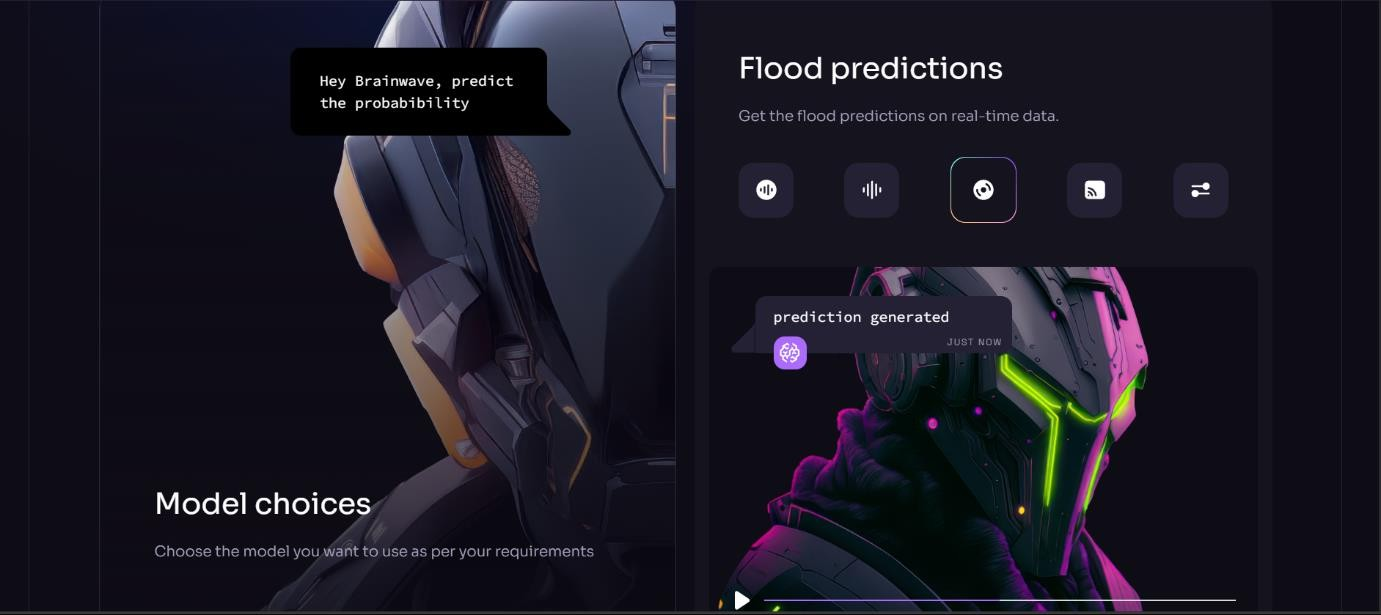 Hey Brainwave, predict
the probabibility
Model choices
Choose the model you want to use as per your requirements
Flood predictions
Get the flood predictions on real-time data.
prediction generated
JUST NOW